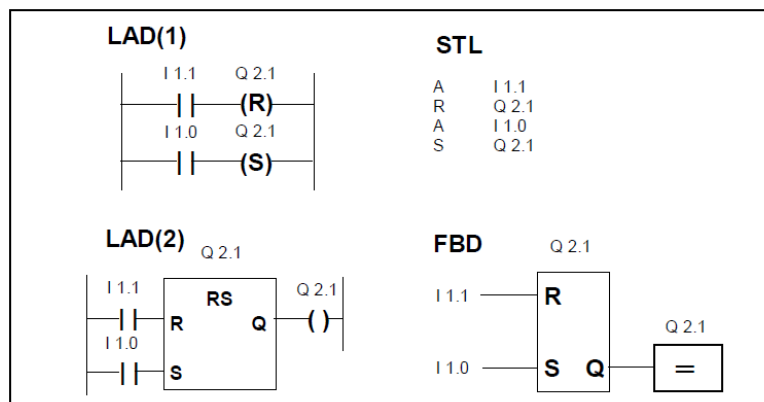 LAD(1)
I 1.1 Q 2.1
(R)
I 1.0 Q 2.1
(S)
STL
A I 1.1
R Q 2.1
A I 1.0
S Q 2.1
LAD(2)
Q 2.1
I 1.1 RS Q 2.1
R Q ( )
I 1.0
S
FBD
Q 2.1
I 1.1 R
Q 2.1
I 1.0 S Q =